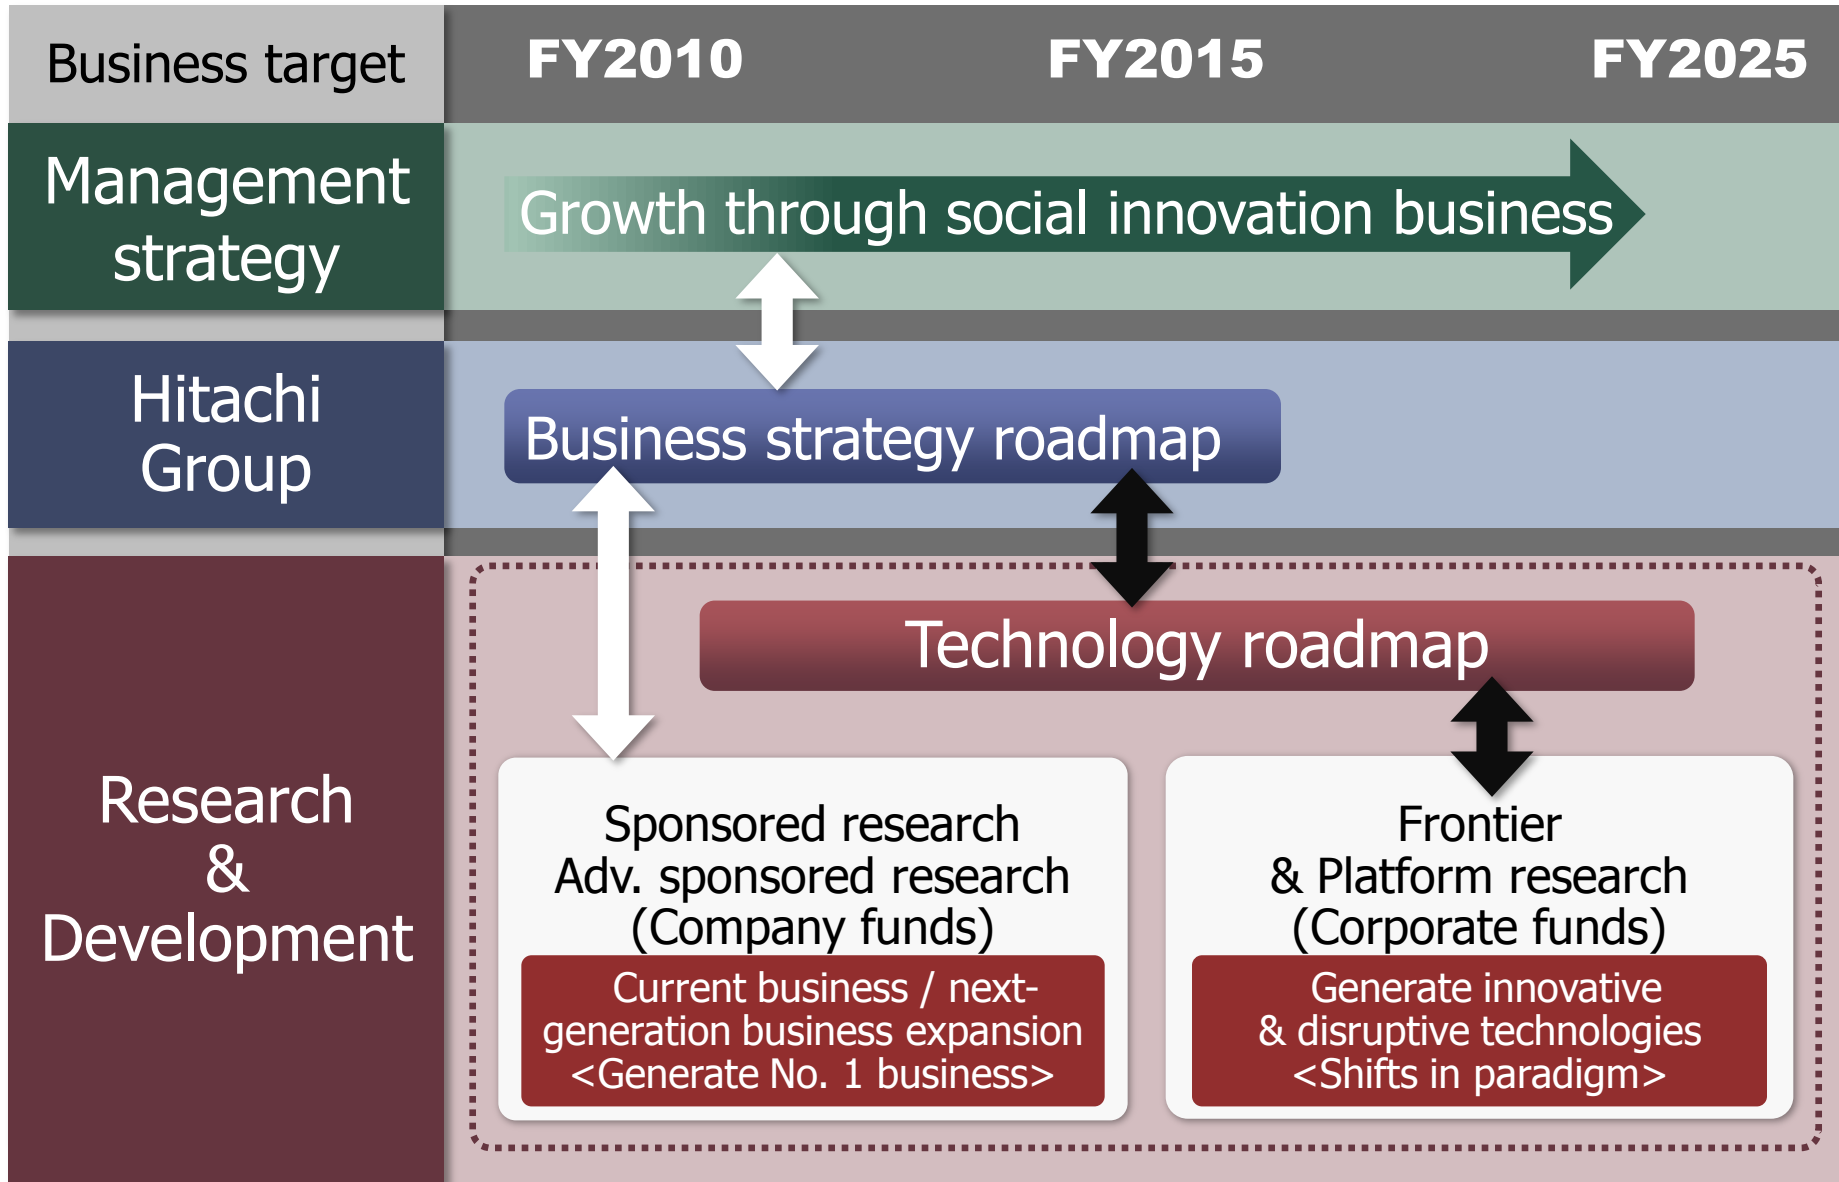 Business target
FY2010
FY2015
FY2025
Management
strategy
Growth through social innovation business
Hitachi
Group
Business strategy roadmap
Research
&
Development
Technology roadmap
Sponsored research
Adv. sponsored research
(Company funds)
Current business / next-
generation business expansion
<Generate No. 1 business>
Frontier
& Platform research
(Corporate funds)
Generate innovative
& disruptive technologies
<Shifts in paradigm>